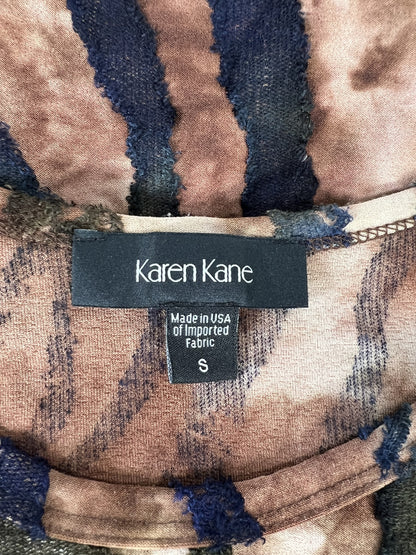 Karen Kane
Made in USA
of Imported
Fabric
S